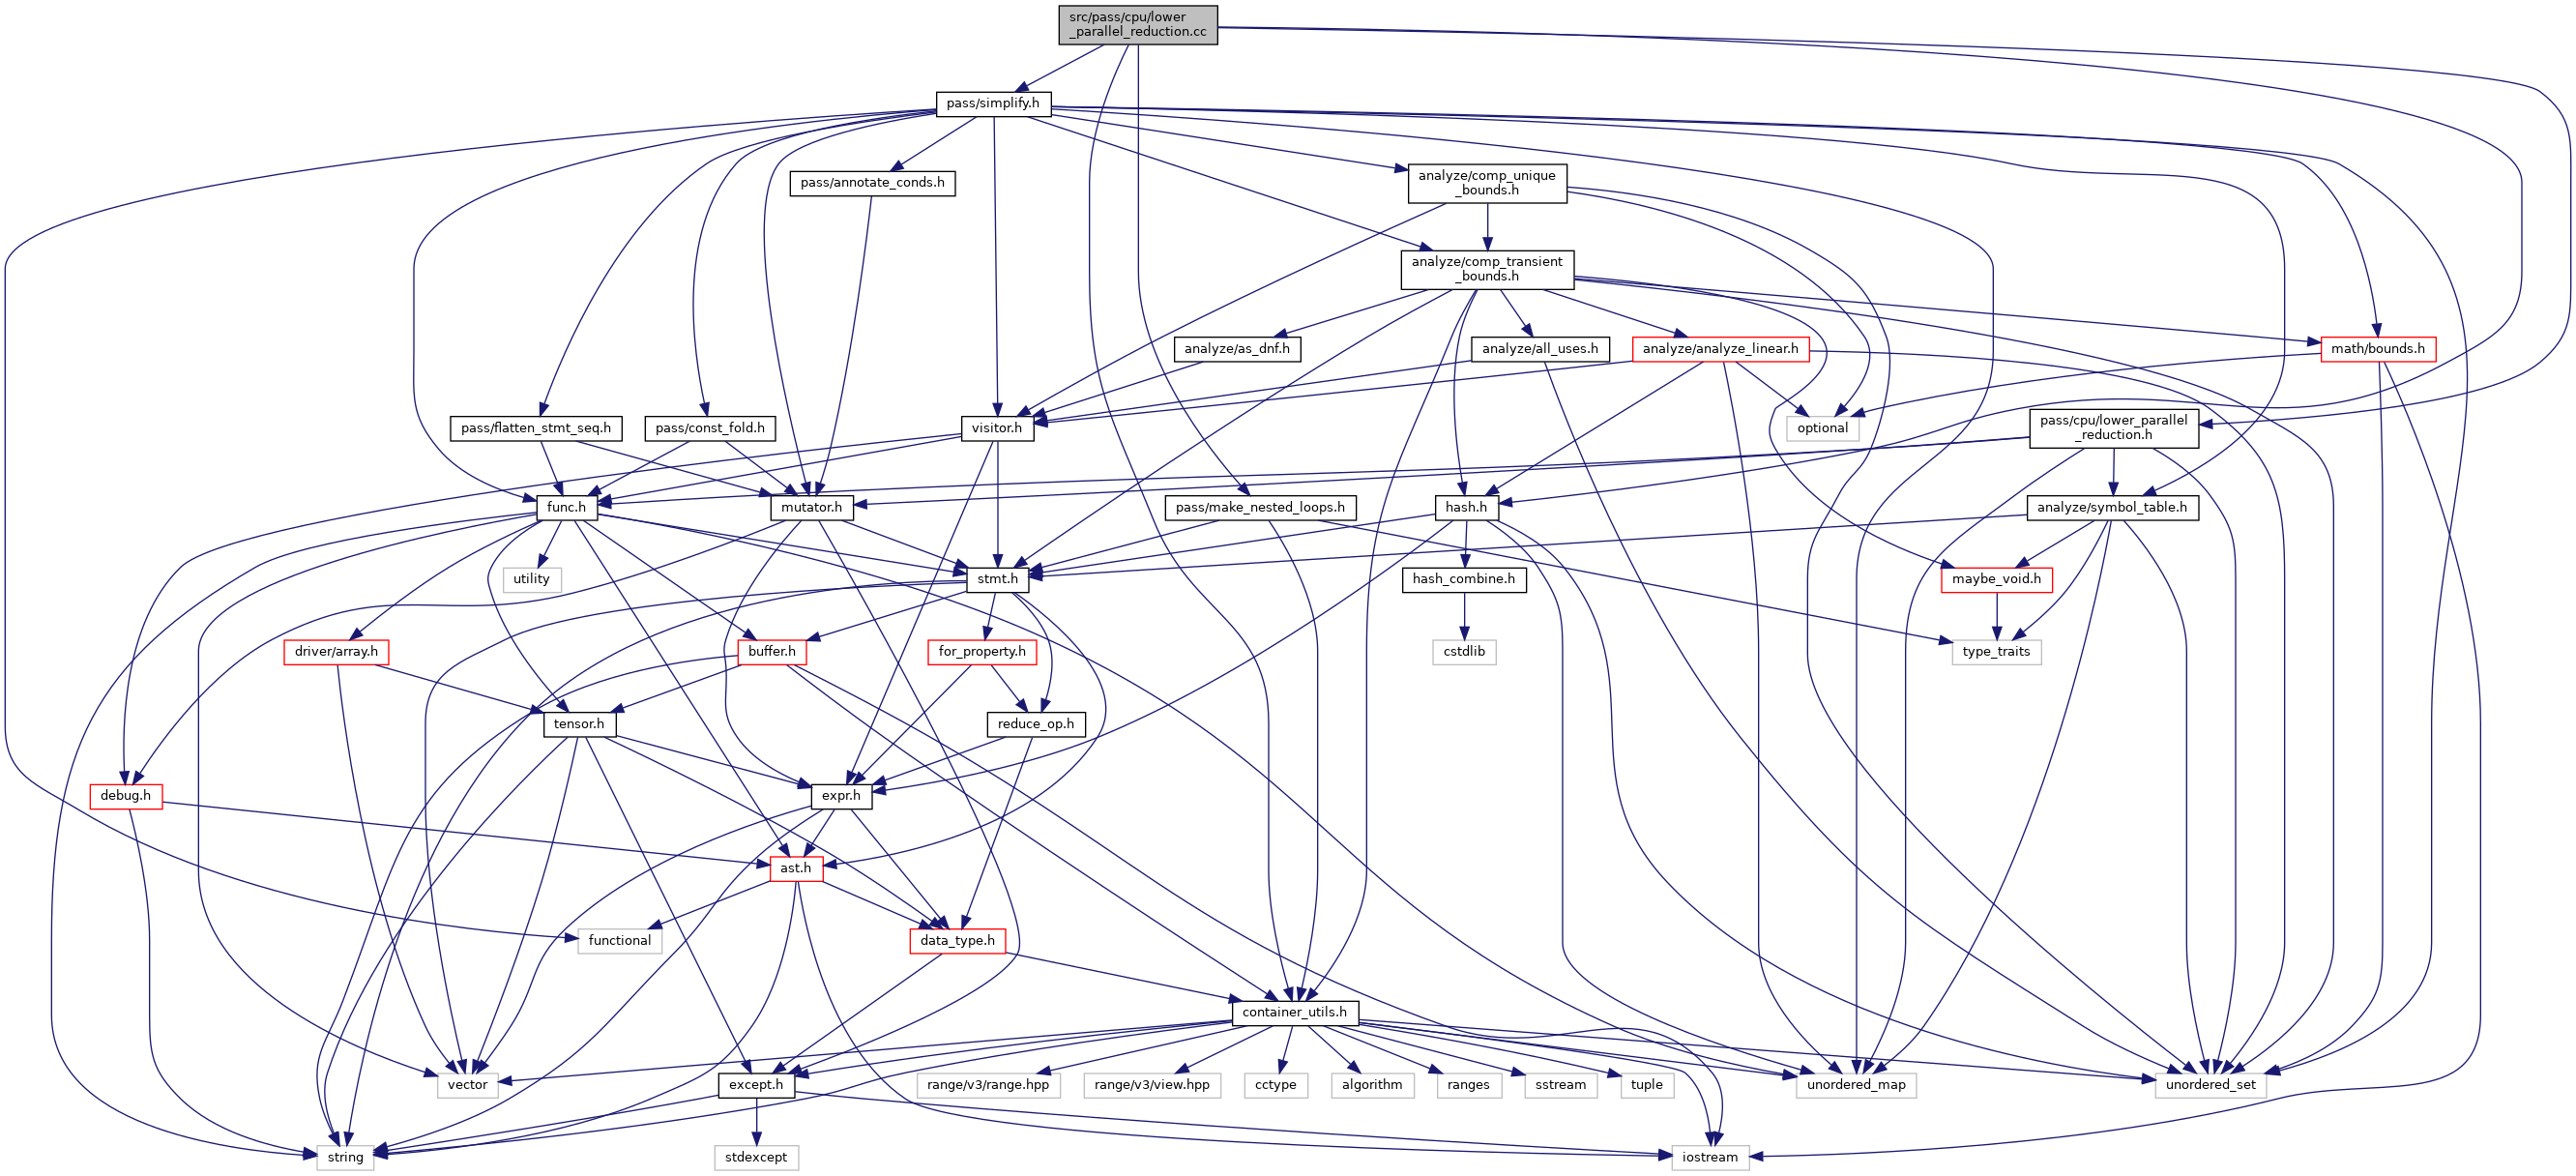 src/pass/cpu/lower
_parallel_reduction.cc
pass/simplify.h
pass/annotate_conds.h
analyze/comp_unique
_bounds.h
analyze/comp_transient
_bounds.h
analyze/as_dnf.h
analyze/all_uses.h
analyze/analyze_linear.h
math/bounds.h
pass/flatten_stmt_seq.h
pass/const_fold.h
visitor.h
optional
pass/cpu/lower_parallel
_reduction.h
func.h
mutator.h
pass/make_nested_loops.h
hash.h
analyze/symbol_table.h
utility
stmt.h
hash_combine.h
maybe_void.h
driver/array.h
buffer.h
for_property.h
cstdlib
type_traits
tensor.h
reduce_op.h
debug.h
expr.h
ast.h
functional
data_type.h
container_utils.h
vector
except.h
range/v3/range.hpp
range/v3/view.hpp
cctype
algorithm
ranges
sstream
tuple
unordered_map
unordered_set
string
stdexcept
iostream